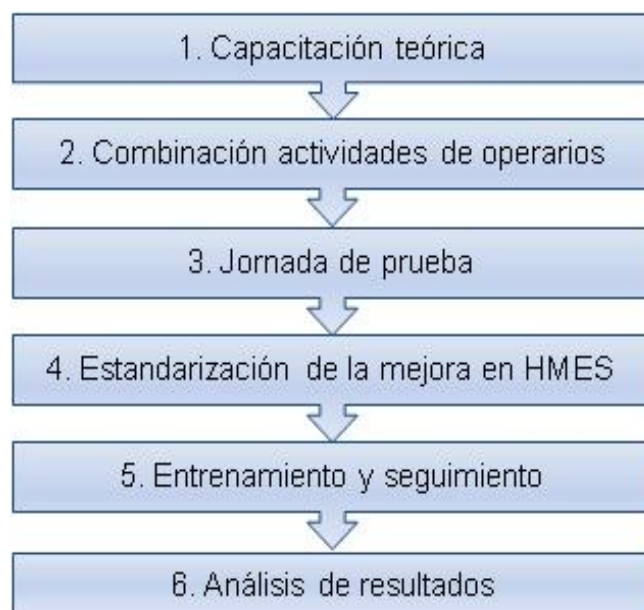 1. Capacitación teórica
2. Combinación actividades de operarios
3. Jornada de prueba
4. Estandarización de la mejora en HMES
5. Entrenamiento y seguimiento
6. Análisis de resultados